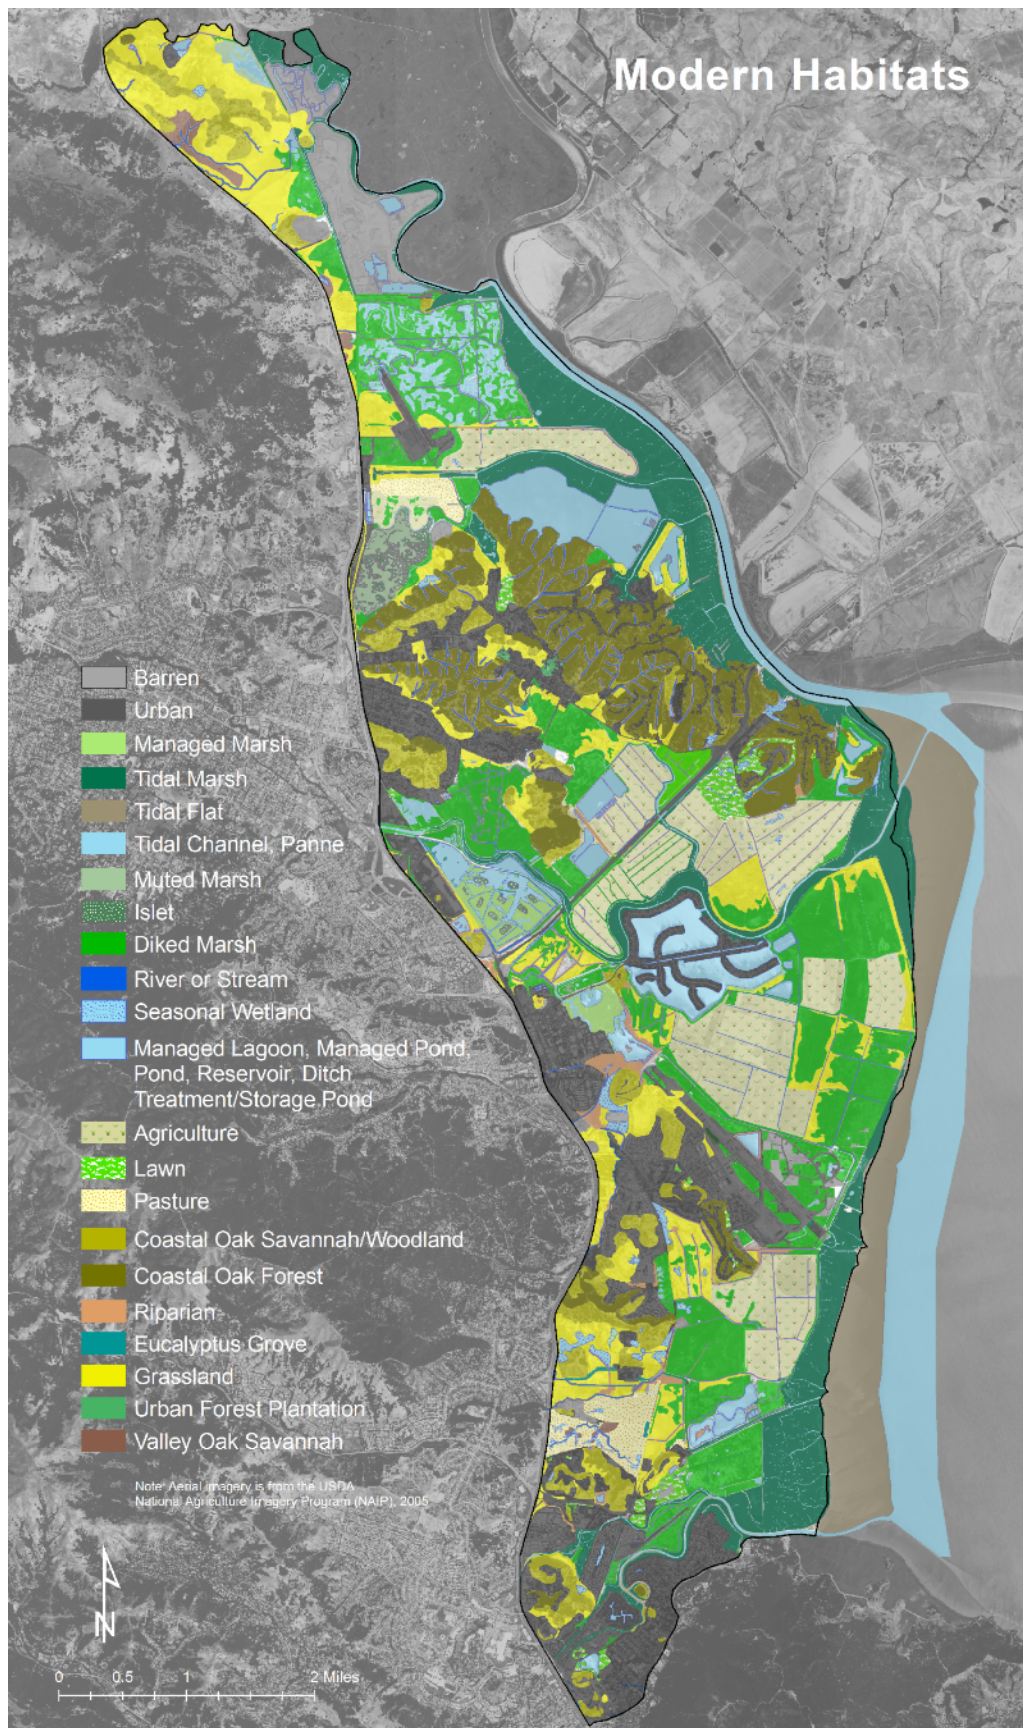 Modern Habitats
Barren
Urban
Managed Marsh
Tidal Marsh
Tidal Flat
Tidal Channel, Panne
Muted Marsh
Islet
Diked Marsh
River or Stream
Seasonal Wetland
Managed Lagoon, Managed Pond,
Pond, Reservoir, Ditch
Treatment/Storage Pond
Agriculture
Lawn
Pasture
Coastal Oak Savannah/Woodland
Coastal Oak Forest
Riparian
Eucalyptus Grove
Grassland
Urban Forest Plantation
Valley Oak Savannah
Note: Aerial imagery is from the USDA
National Agriculture Imagery Program (NAIP), 2005
N
0 0.5 1 2 Miles